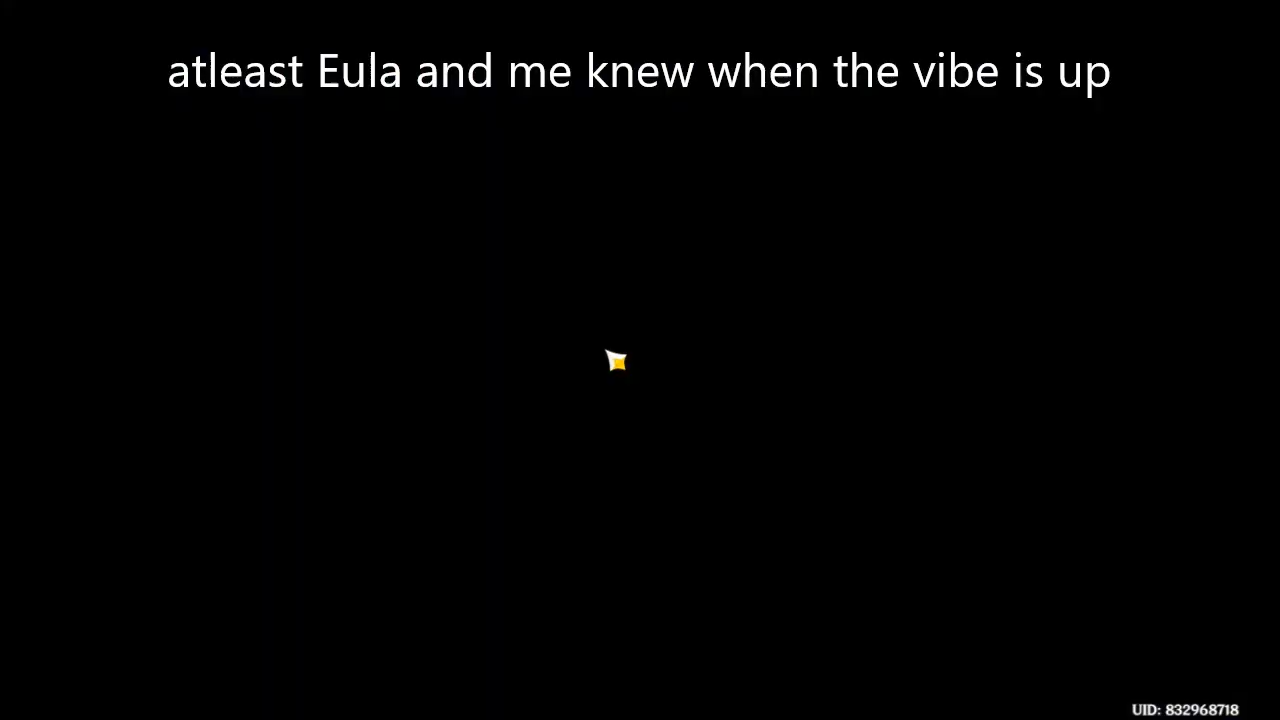 atleast Eula and me knew when the vibe is up
UID: 832968718